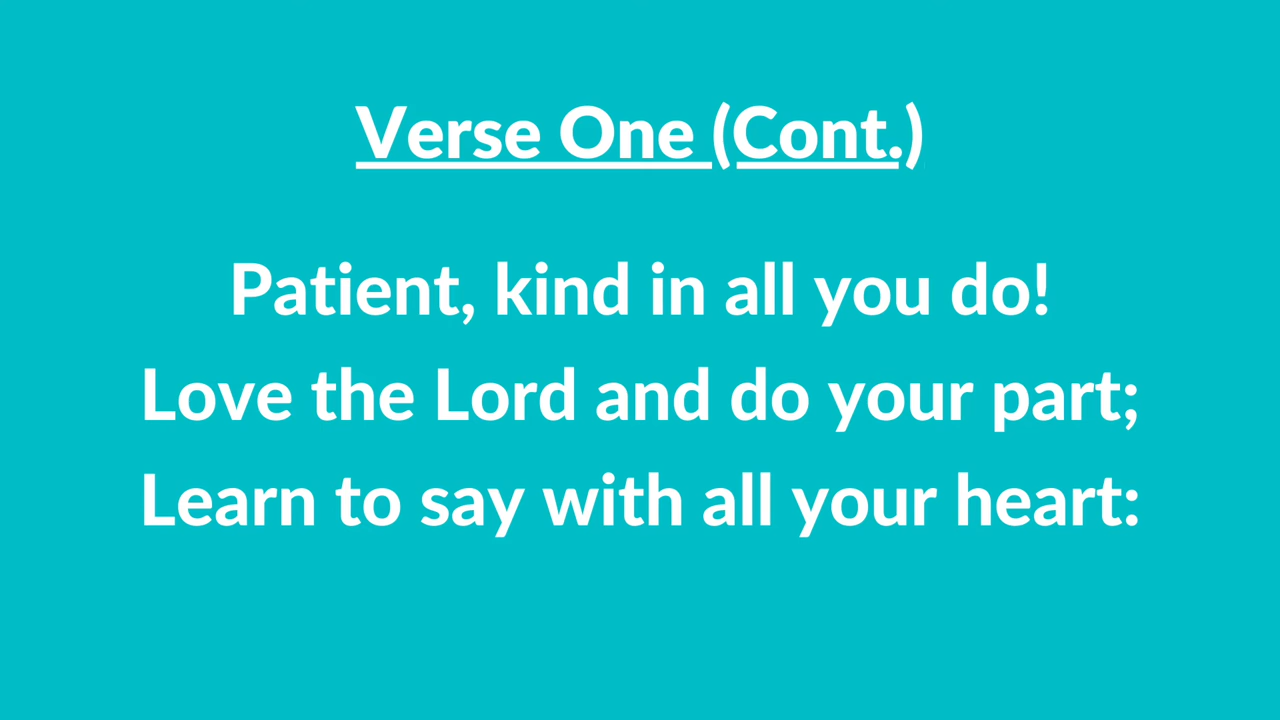 Verse One (Cont.)
Patient, kind in all you do!
Love the Lord and do your part;
Learn to say with all your heart: